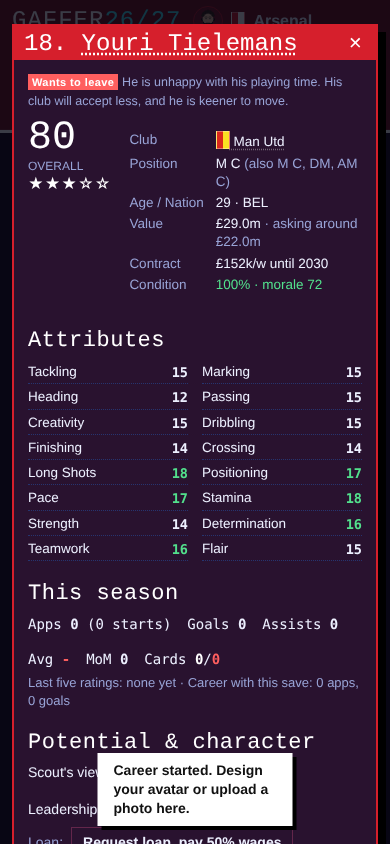 GAFFER26/27 Arsenal
18. Youri Tielemans ×
Wants to leave He is unhappy with his playing time. His
club will accept less, and he is keener to move.
80
OVERALL
★★★☆☆
Club Man Utd
Position M C (also M C, DM, AM
C)
Age / Nation 29 · BEL
Value £29.0m · asking around
£22.0m
Contract £152k/w until 2030
Condition 100% · morale 72
Attributes
Tackling 15 Marking 15
Heading 12 Passing 15
Creativity 15 Dribbling 15
Finishing 14 Crossing 14
Long Shots 18 Positioning 17
Pace 17 Stamina 18
Strength 14 Determination 16
Teamwork 16 Flair 15
This season
Apps 0 (0 starts) Goals 0 Assists 0
Avg - MoM 0 Cards 0/0
Last five ratings: none yet · Career with this save: 0 apps,
0 goals
Potential & character
Scout's view
Leadership
Career started. Design
your avatar or upload a
photo here.
Loan: Request loan, pay 50% wages